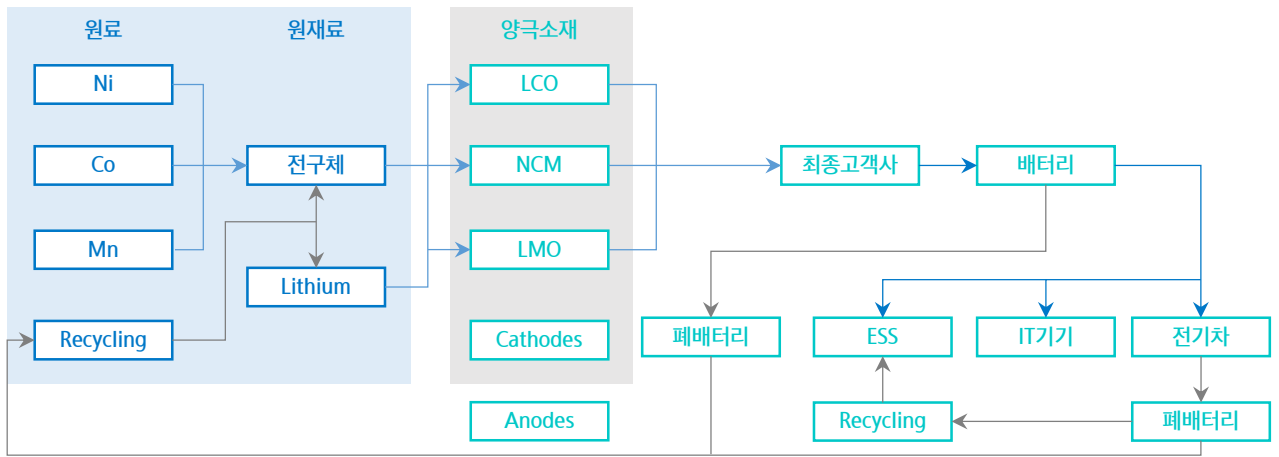 원료
원재료
양극소재
Ni
LCO
Co
전구체
NCM
최종고객사
배터리
Mn
LMO
Lithium
Recycling
Cathodes
폐배터리
ESS
IT기기
전기차
Anodes
Recycling
폐배터리